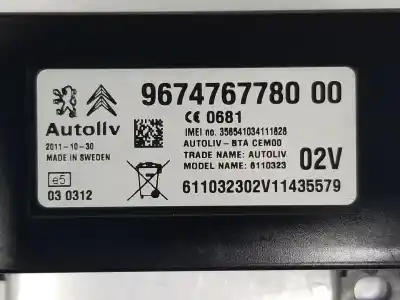 9674767780 00
CE 0681
IMEI no. 356541034111828
Autoliv
2011-10-30
MADE IN SWEDEN
AUTOLIV-BTA CEM00
TRADE NAME: AUTOLIV
MODEL NAME: 6110323
02V
e5
03 0312
611032302V11435579